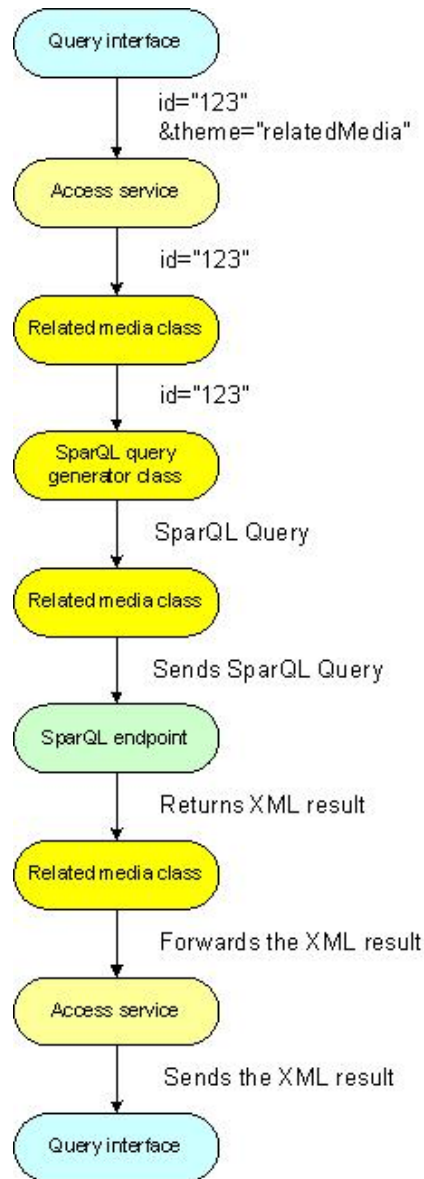 Query interface
id="123"
&theme="relatedMedia"
Access service
id="123"
Related media class
id="123"
SparQL query
generator class
SparQL Query
Related media class
Sends SparQL Query
SparQL endpoint
Returns XML result
Related media class
Forwards the XML result
Access service
Sends the XML result
Query interface